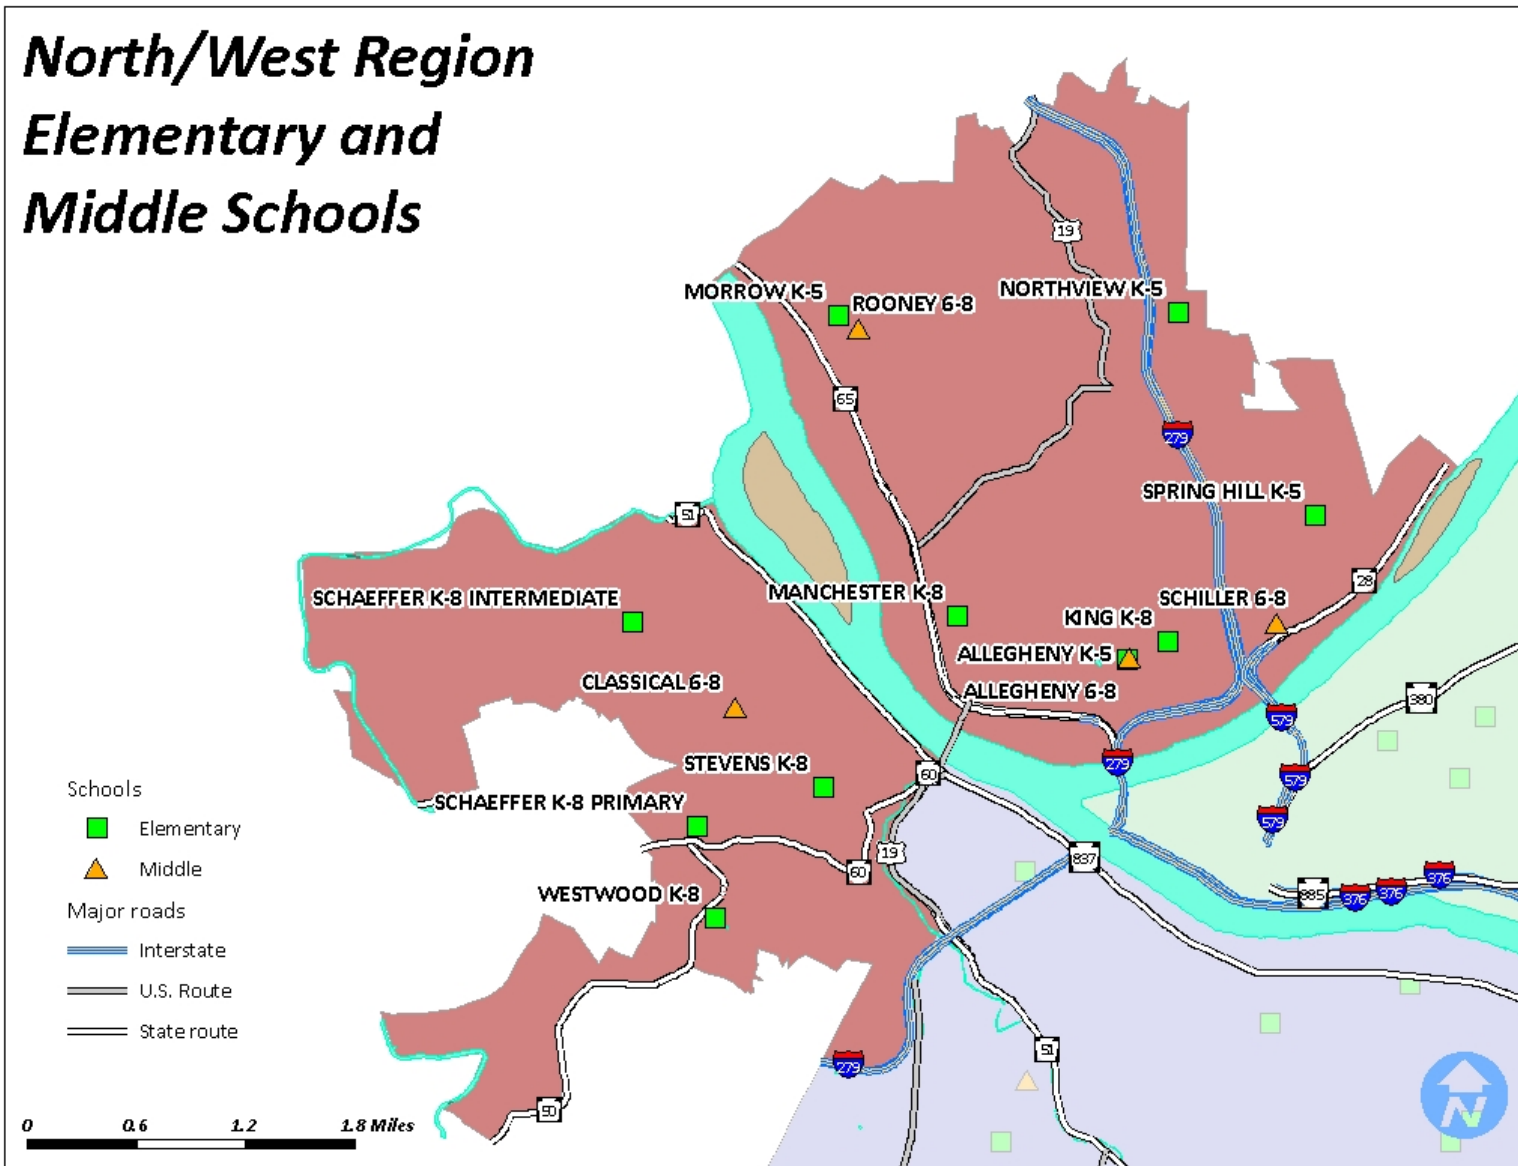 North/West Region
Elementary and
Middle Schools
19
MORROW K-5
ROONEY 6-8
NORTHVIEW K-5
65
279
SPRING HILL K-5
51
28
SCHAEFFER K-8 INTERMEDIATE
MANCHESTER K-8
SCHILLER 6-8
KING K-8
ALLEGHENY K-5
CLASSICAL 6-8
ALLEGHENY 6-8
380
579
STEVENS K-8
60
279
579
Schools
SCHAEFFER K-8 PRIMARY
579
Elementary
19
837
Middle
60
376
WESTWOOD K-8
885
376
376
Major roads
Interstate
U.S. Route
State route
51
279
50
N
0 0.6 1.2 1.8 Miles